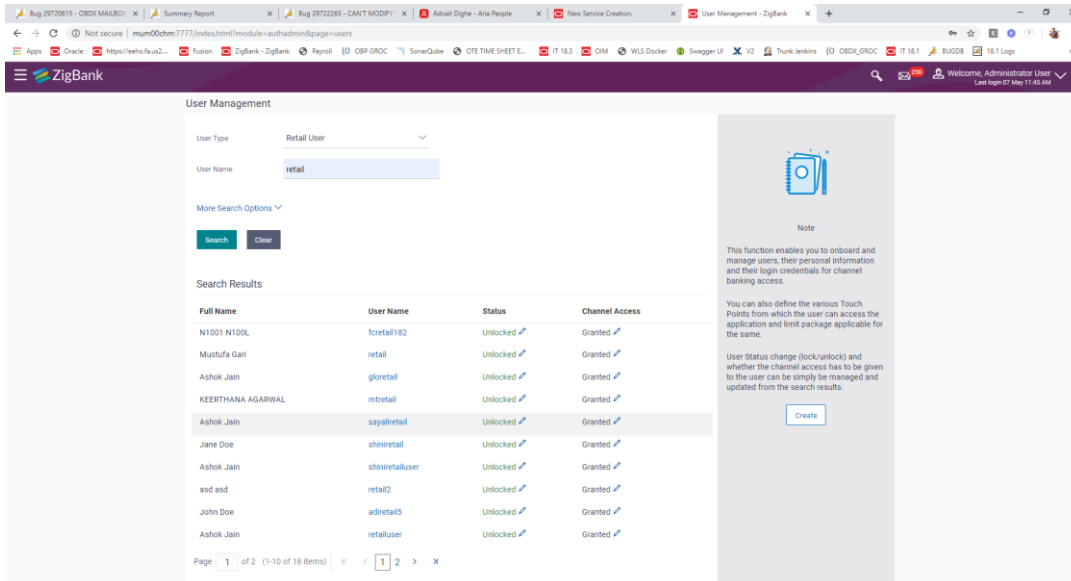 Bug 29720615 - OBDX MAILBOX
Summary Report
Bug 29722265 - CAN'T MODIFY
Advait Dighe - Aria People
New Service Creation.
User Management - ZigBank
Not secure | mum00chm:7777/index.html?module=authadmin&page=users
Apps Oracle https://eeho.fa.us2... Fusion ZigBank - ZigBank Payroll OBP GROC SonarQube OTE TIME SHEET E... IT 18.3 OIM WLS Docker Swagger UI V2 Trunk Jenkins OBDX_GROC IT 18.1 BUGDB 18.1 Logs
ZigBank
230
Welcome, Administrator User
Last login 07 May 11:45 AM
User Management
User Type Retail User
User Name retail
More Search Options
Search Clear
Search Results
Full Name User Name Status Channel Access
N1001 N100L fcretail182 Unlocked Granted
Mustufa Gari retail Unlocked Granted
Ashok Jain gloretail Unlocked Granted
KEERTHANA AGARWAL mtretail Unlocked Granted
Ashok Jain sayaliretail Unlocked Granted
Jane Doe shiniretail Unlocked Granted
Ashok Jain shiniretailuser Unlocked Granted
asd asd retail2 Unlocked Granted
John Doe adiretail5 Unlocked Granted
Ashok Jain retailuser Unlocked Granted
Page 1 of 2 (1-10 of 18 items) 1 2
Note
This function enables you to onboard and
manage users, their personal information
and their login credentials for channel
banking access.
You can also define the various Touch
Points from which the user can access the
application and limit package applicable for
the same.
User Status change (lock/unlock) and
whether the channel access has to be given
to the user can be simply be managed and
updated from the search results.
Create